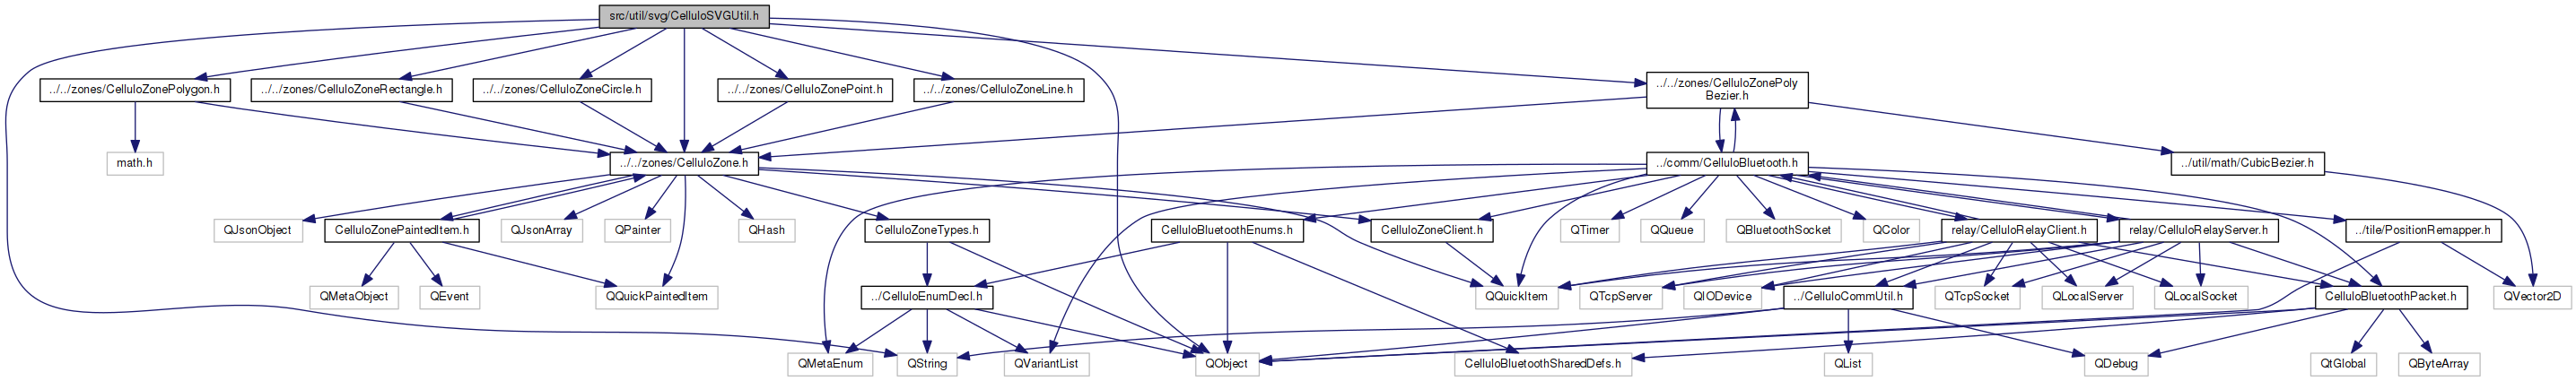 src/util/svg/CelluloSVGUtil.h
../../zones/CelluloZonePolygon.h
../../zones/CelluloZoneRectangle.h
../../zones/CelluloZoneCircle.h
../../zones/CelluloZonePoint.h
../../zones/CelluloZoneLine.h
../../zones/CelluloZonePoly
Bezier.h
math.h
../../zones/CelluloZone.h
../comm/CelluloBluetooth.h
../util/math/CubicBezier.h
QJsonObject
CelluloZonePaintedItem.h
QJsonArray
QPainter
QHash
CelluloZoneTypes.h
CelluloZoneClient.h
CelluloBluetoothEnums.h
QTimer
QQueue
QBluetoothSocket
QColor
relay/CelluloRelayClient.h
relay/CelluloRelayServer.h
../tile/PositionRemapper.h
QMetaObject
QEvent
QQuickPaintedItem
../CelluloEnumDecl.h
QQuickItem
QTcpServer
QIODevice
../CelluloCommUtil.h
QTcpSocket
QLocalServer
QLocalSocket
CelluloBluetoothPacket.h
QVector2D
QMetaEnum
QString
QVariantList
QObject
CelluloBluetoothSharedDefs.h
QList
QDebug
QtGlobal
QByteArray